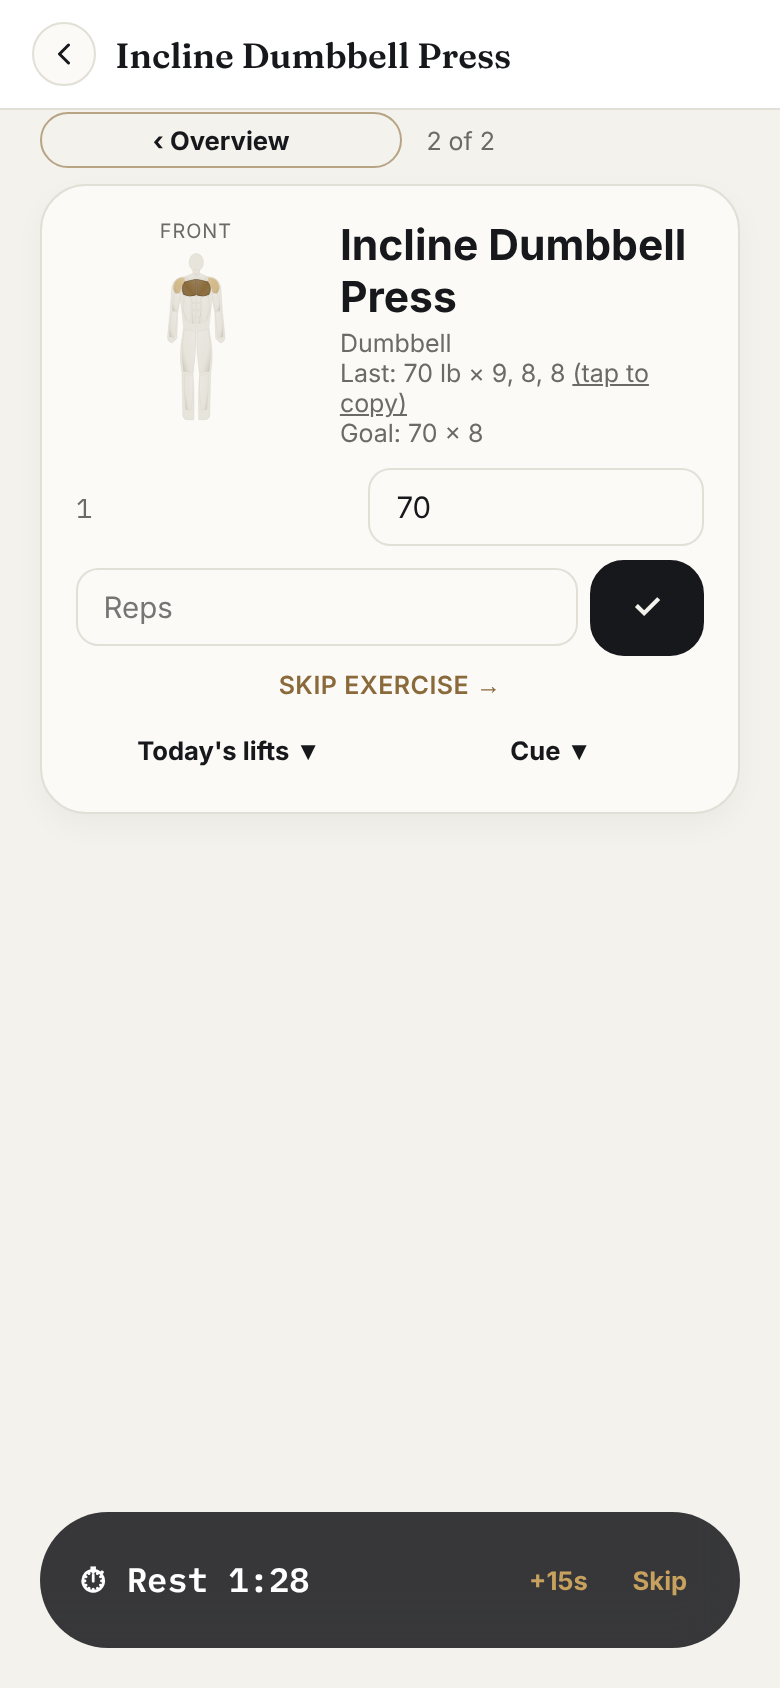 Incline Dumbbell Press
‹ Overview
2 of 2
FRONT
Incline Dumbbell
Press
Dumbbell
Last: 70 lb × 9, 8, 8 (tap to
copy)
Goal: 70 × 8
1
70
Reps
SKIP EXERCISE →
Today's lifts ▼
Cue ▼
Rest 1:28
+15s
Skip